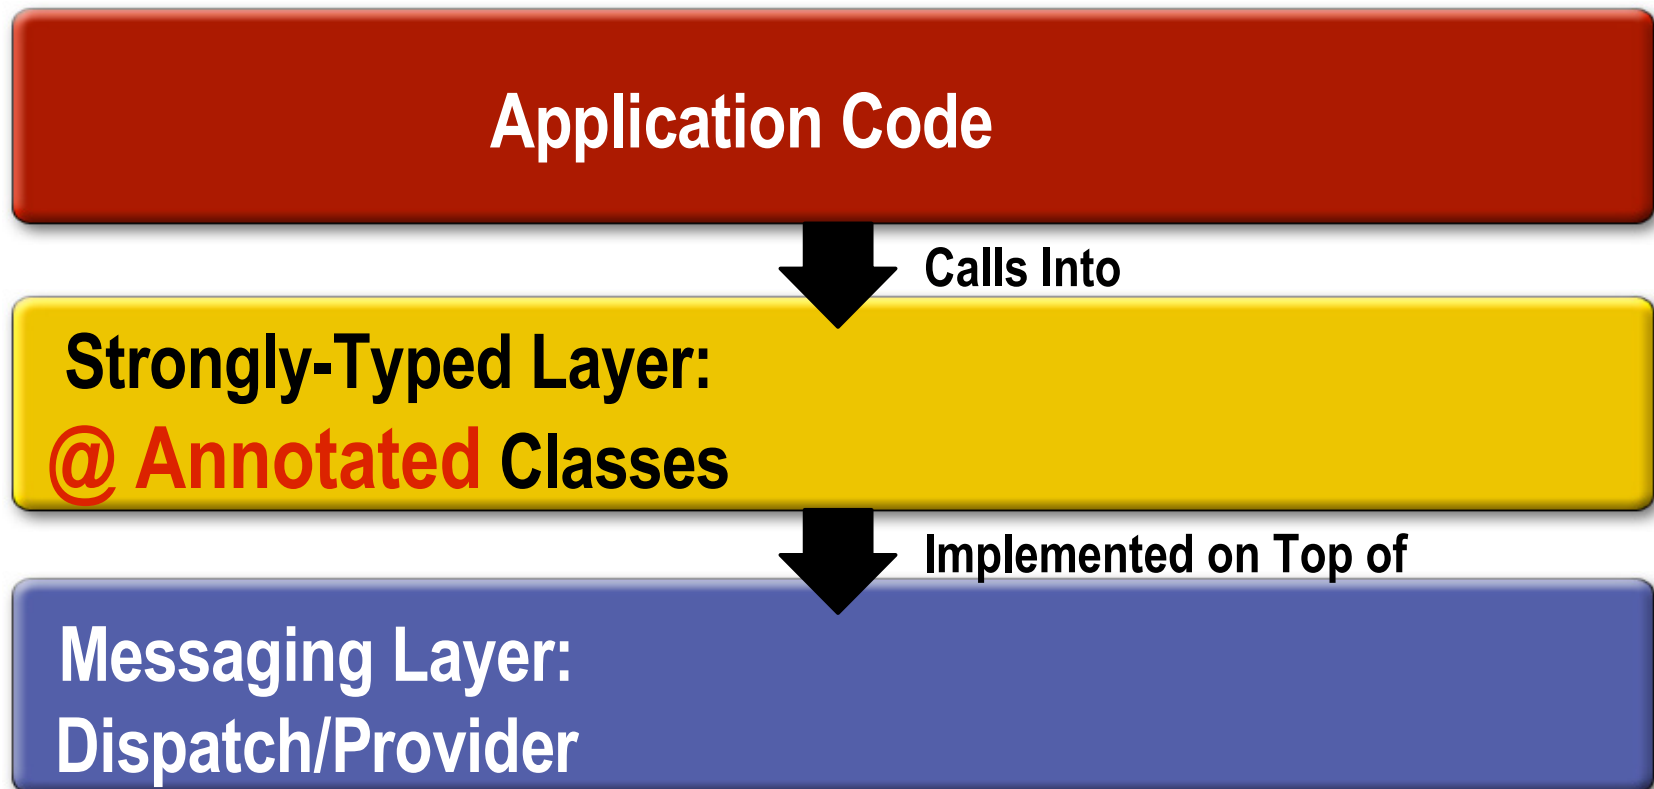 Application Code
Calls Into
Strongly-Typed Layer:
@ Annotated Classes
Implemented on Top of
Messaging Layer:
Dispatch/Provider